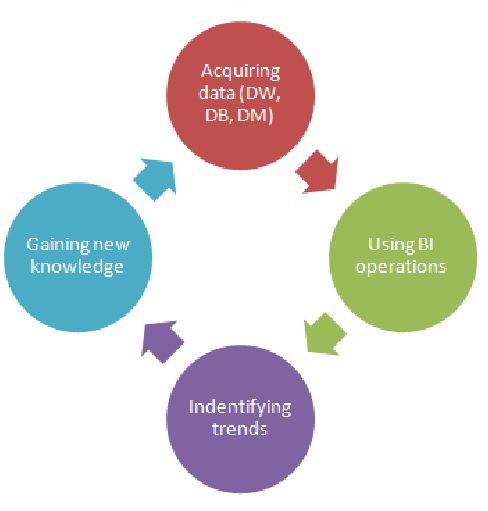 Acquiring
data (DW,
DB, DM)
Using BI
operations
Indentifying
trends
Gaining new
knowledge